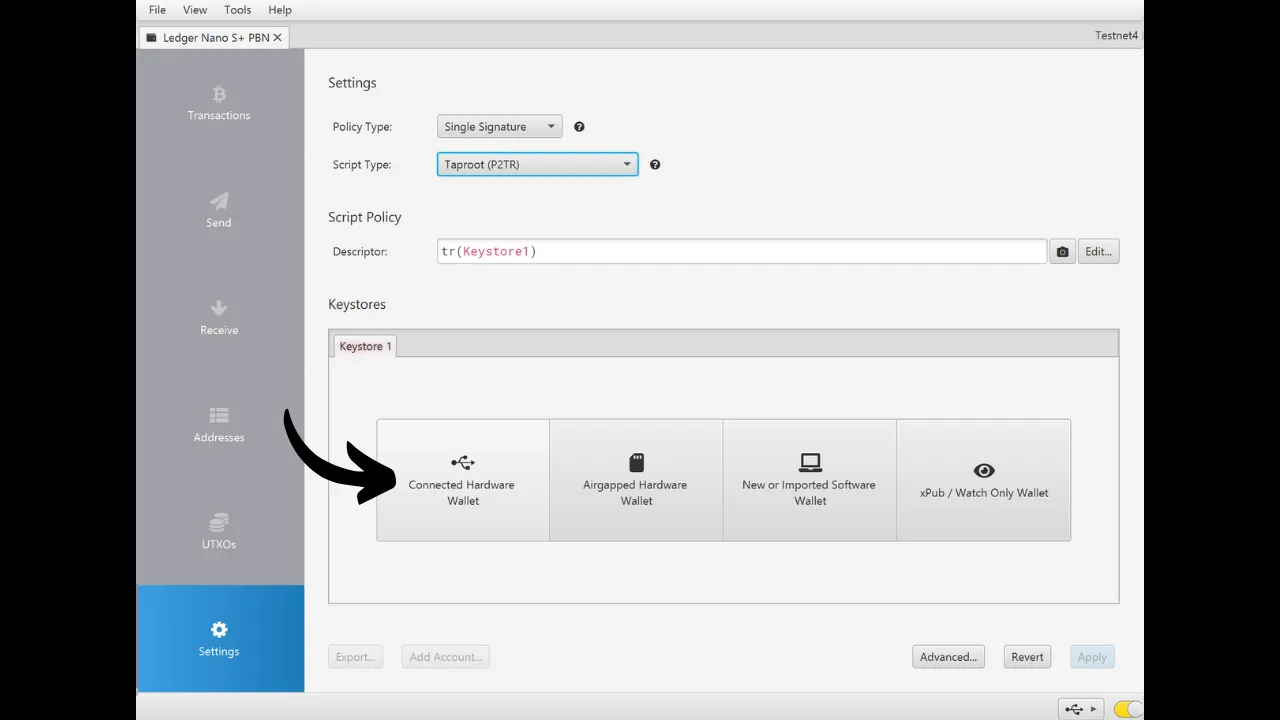 File View Tools Help
Ledger Nano S+ PBN
Testnet4
Transactions
Send
Receive
Addresses
UTXOs
Settings
Settings
Policy Type: Single Signature
Script Type: Taproot (P2TR)
Script Policy
Descriptor: tr(Keystore1) Edit...
Keystores
Keystore 1
Connected Hardware
Wallet
Airgapped Hardware
Wallet
New or Imported Software
Wallet
xPub / Watch Only Wallet
Export... Add Account... Advanced... Revert Apply